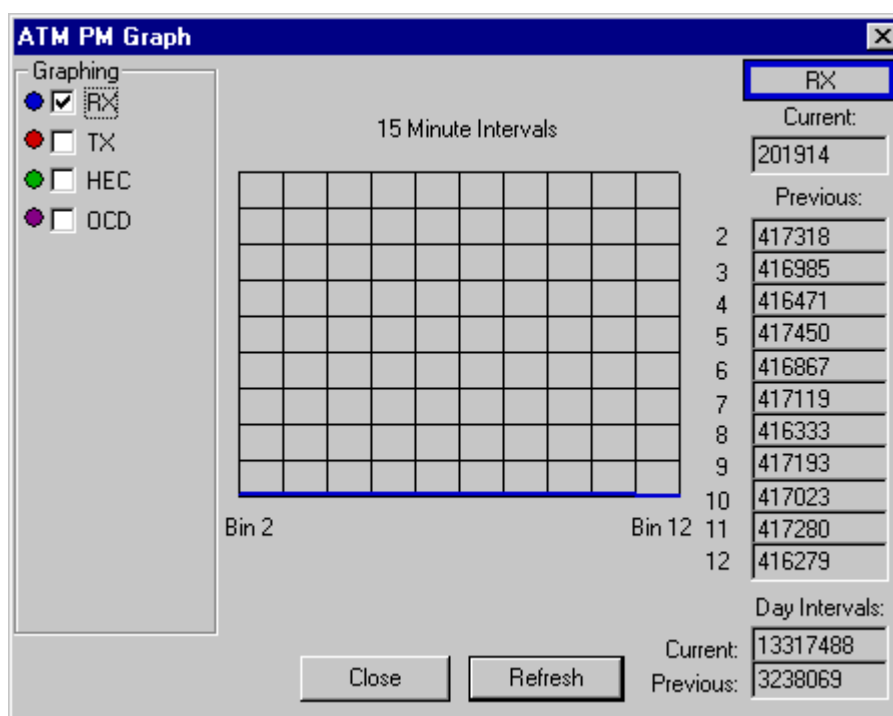 ATM PM Graph
Graphing
RX
TX
HEC
OCD
15 Minute Intervals
Bin 2
Bin 12
RX
Current:
201914
Previous:
2 417318
3 416985
4 416471
5 417450
6 416867
7 417119
8 416333
9 417193
10 417023
11 417280
12 416279
Day Intervals:
Current: 13317488
Previous: 3238069
Close
Refresh